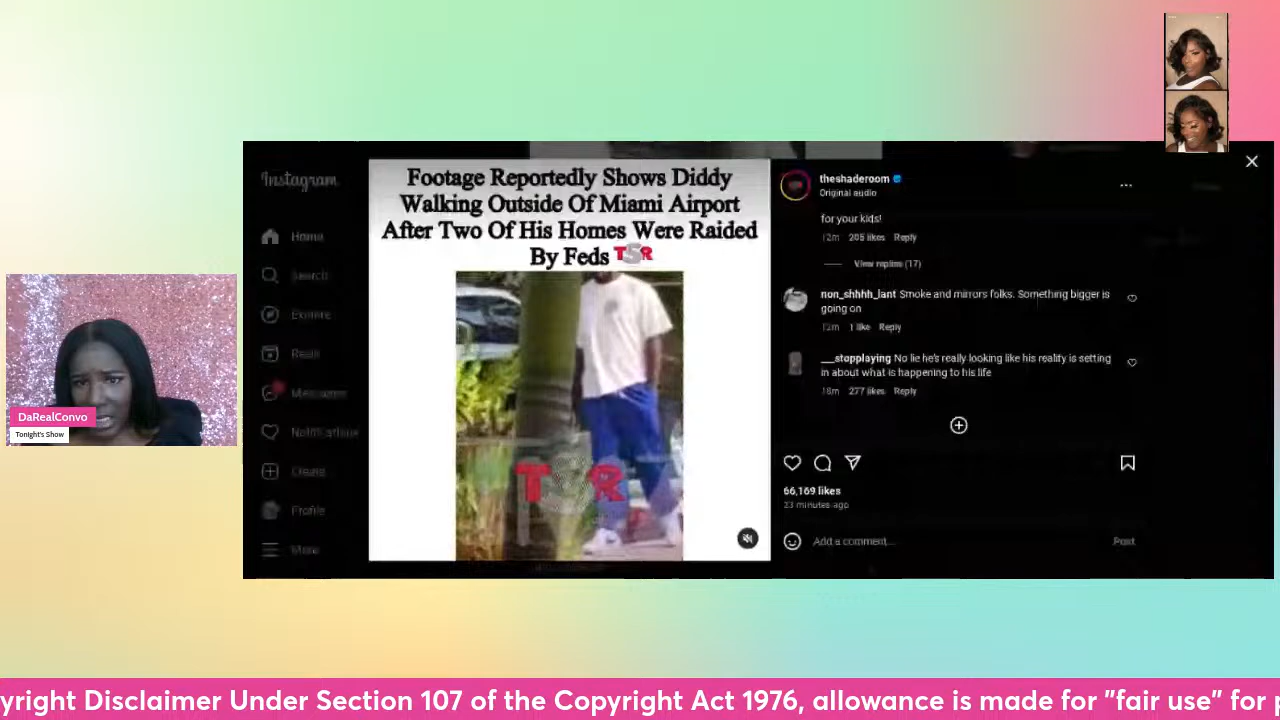 Instagram
Home
Search
Explore
Reels
Messages
Notifications
Create
Profile
More
Footage Reportedly Shows Diddy
Walking Outside Of Miami Airport
After Two Of His Homes Were Raided
By Feds TSR
TSR
theshaderoom
Original audio
for your kids!
12m 205 likes Reply
View replies (17)
non_shhhh_lant Smoke and mirrors folks. Something bigger is
going on
12m 1 like Reply
___stopplaying No lie he's really looking like his reality is setting
in about what is happening to his life
18m 277 likes Reply
66,169 likes
23 minutes ago
Add a comment...
Post
DaRealConvo
Tonight's Show
yright Disclaimer Under Section 107 of the Copyright Act 1976, allowance is made for "fair use" for p